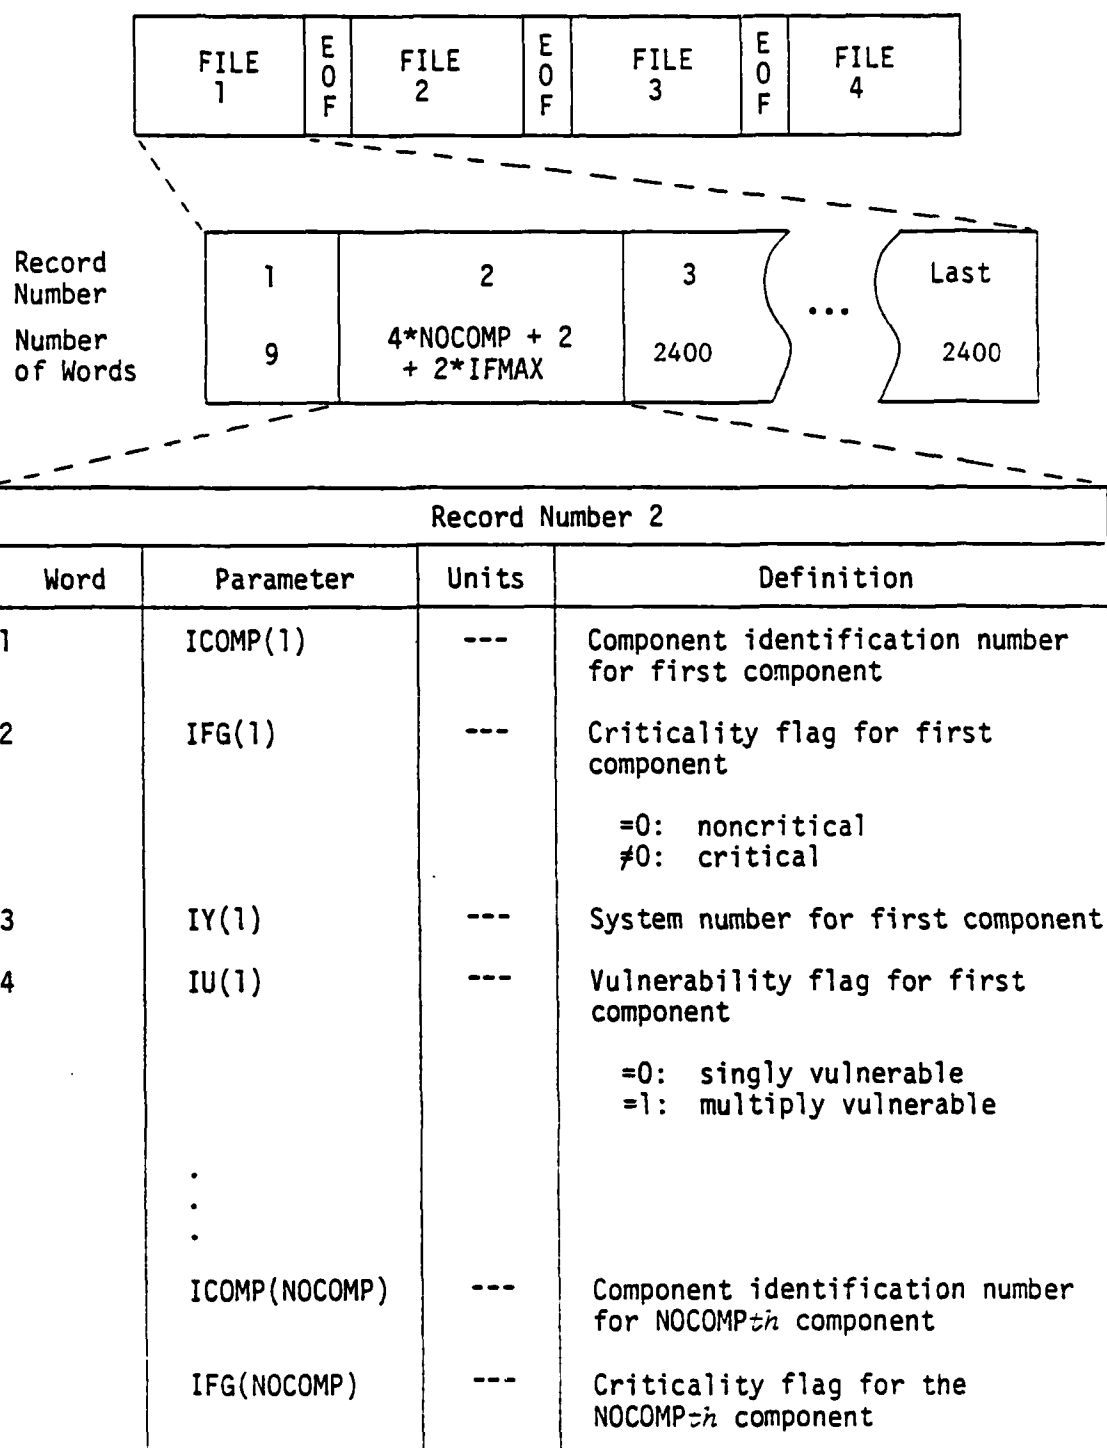 FILE 1 EOF FILE 2 EOF FILE 3 EOF FILE 4
Record Number 1 2 3 ... Last
Number of Words 9 4*NOCOMP + 2 + 2*IFMAX 2400 2400
Record Number 2
Word Parameter Units Definition
1 ICOMP(1) --- Component identification number
for first component
2 IFG(1) --- Criticality flag for first
component
=0: noncritical
≠0: critical
3 IY(1) --- System number for first component
4 IU(1) --- Vulnerability flag for first
component
=0: singly vulnerable
=1: multiply vulnerable
.
.
.
ICOMP(NOCOMP) --- Component identification number
for NOCOMPth component
IFG(NOCOMP) --- Criticality flag for the
NOCOMPth component